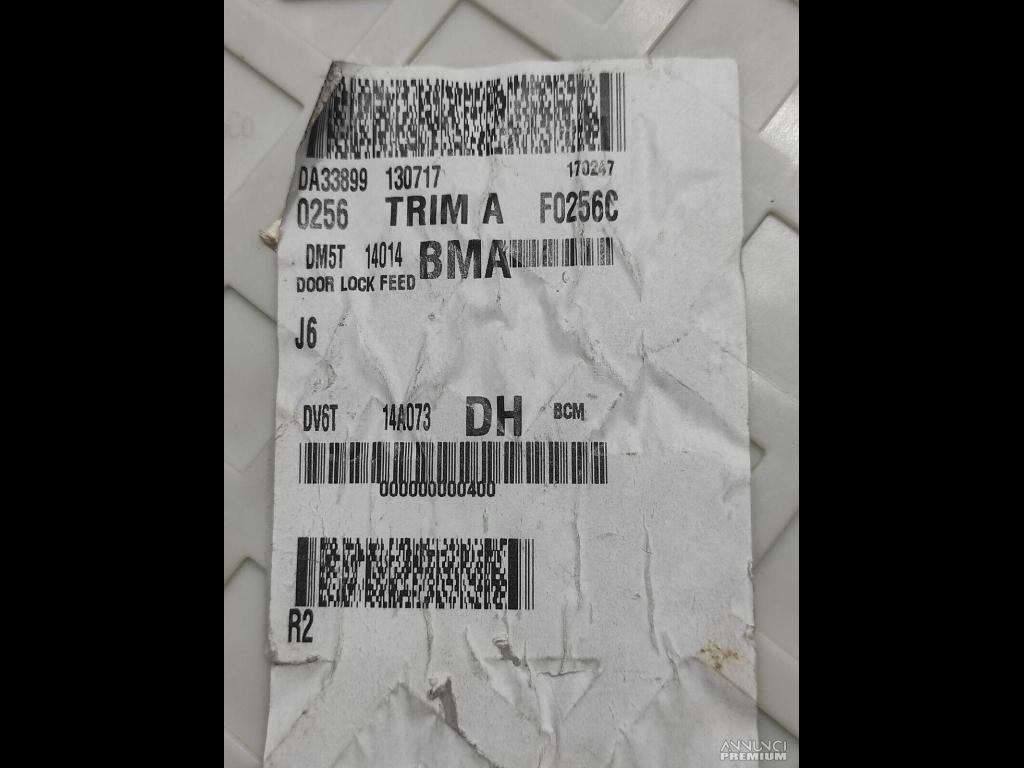 DA33899 130717 170247
0256 TRIM A F0256C
DM5T 14014 BMA
DOOR LOCK FEED
J6
DV6T 14A073 DH BCM
000000000400
R2
ANNUNCI
PREMIUM